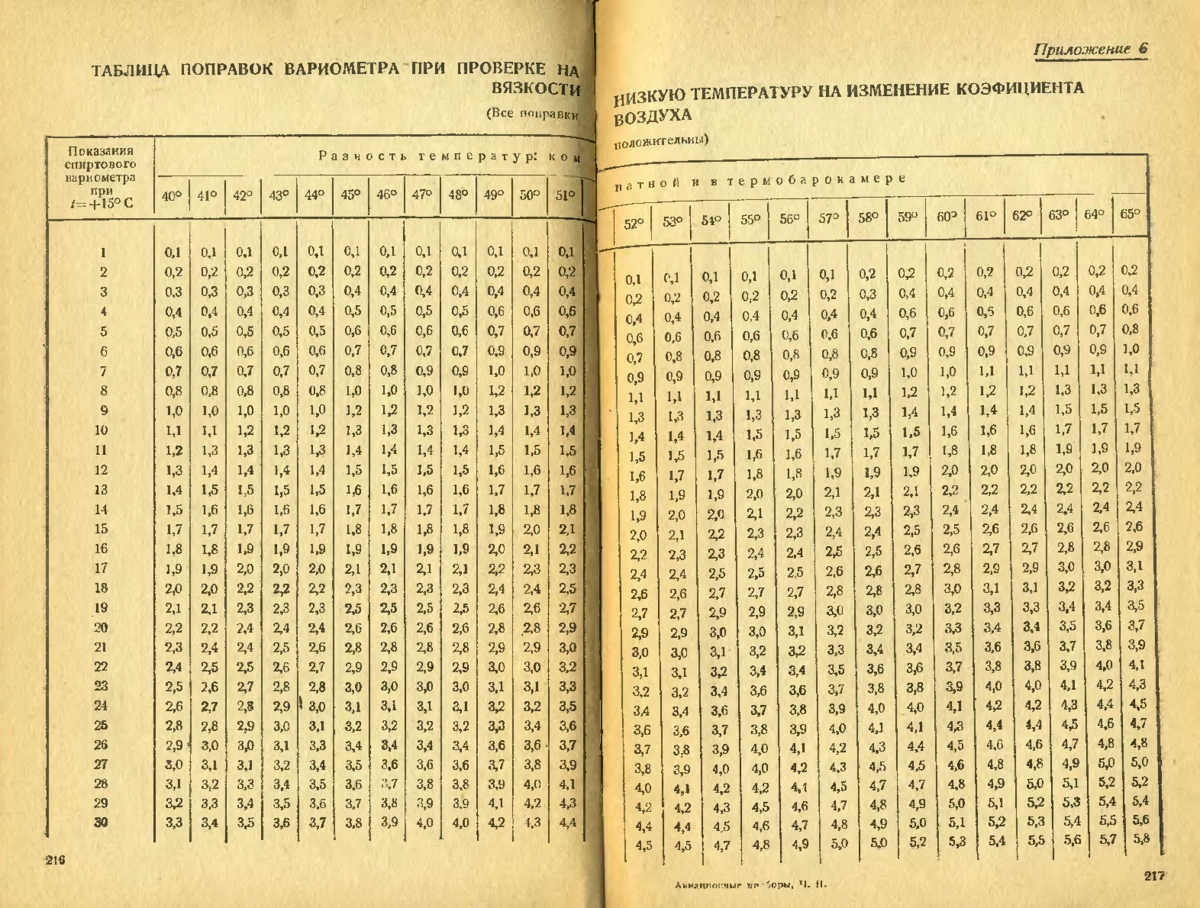 ТАБЛИЦА ПОПРАВОК ВАРИОМЕТРА ПРИ ПРОВЕРКЕ НА
ВЯЗКОСТИ
(Все поправки
Показания
спиртового
вариометра
при
t=+15° С
Разность температур: ком
40° 41° 42° 43° 44° 45° 46° 47° 48° 49° 50° 51°
1 0,1 0,1 0,1 0,1 0,1 0,1 0,1 0,1 0,1 0,1 0,1 0,1
2 0,2 0,2 0,2 0,2 0,2 0,2 0,2 0,2 0,2 0,2 0,2 0,2
3 0,3 0,3 0,3 0,3 0,3 0,4 0,4 0,4 0,4 0,4 0,4 0,4
4 0,4 0,4 0,4 0,4 0,4 0,5 0,5 0,5 0,5 0,6 0,6 0,6
5 0,5 0,5 0,5 0,5 0,5 0,6 0,6 0,6 0,6 0,7 0,7 0,7
6 0,6 0,6 0,6 0,6 0,6 0,7 0,7 0,7 0,7 0,9 0,9 0,9
7 0,7 0,7 0,7 0,7 0,7 0,8 0,8 0,9 0,9 1,0 1,0 1,0
8 0,8 0,8 0,8 0,8 0,8 1,0 1,0 1,0 1,0 1,2 1,2 1,2
9 1,0 1,0 1,0 1,0 1,0 1,2 1,2 1,2 1,2 1,3 1,3 1,3
10 1,1 1,1 1,2 1,2 1,2 1,3 1,3 1,3 1,3 1,4 1,4 1,4
11 1,2 1,3 1,3 1,3 1,3 1,4 1,4 1,4 1,4 1,5 1,5 1,5
12 1,3 1,4 1,4 1,4 1,4 1,5 1,5 1,5 1,5 1,6 1,6 1,6
13 1,4 1,5 1,5 1,5 1,5 1,6 1,6 1,6 1,6 1,7 1,7 1,7
14 1,5 1,6 1,6 1,6 1,6 1,7 1,7 1,7 1,7 1,8 1,8 1,8
15 1,7 1,7 1,7 1,7 1,7 1,8 1,8 1,8 1,8 1,9 2,0 2,1
16 1,8 1,8 1,9 1,9 1,9 1,9 1,9 1,9 1,9 2,0 2,1 2,2
17 1,9 1,9 2,0 2,0 2,0 2,1 2,1 2,1 2,1 2,2 2,3 2,3
18 2,0 2,0 2,2 2,2 2,2 2,3 2,3 2,3 2,3 2,4 2,4 2,5
19 2,1 2,1 2,3 2,3 2,3 2,5 2,5 2,5 2,5 2,6 2,6 2,7
20 2,2 2,2 2,4 2,4 2,4 2,6 2,6 2,6 2,6 2,8 2,8 2,9
21 2,3 2,4 2,4 2,5 2,6 2,8 2,8 2,8 2,8 2,9 2,9 3,0
22 2,4 2,5 2,5 2,6 2,7 2,9 2,9 2,9 2,9 3,0 3,0 3,2
23 2,5 2,6 2,7 2,8 2,8 3,0 3,0 3,0 3,0 3,1 3,1 3,3
24 2,6 2,7 2,8 2,9 3,0 3,1 3,1 3,1 3,1 3,2 3,2 3,5
25 2,8 2,8 2,9 3,0 3,1 3,2 3,2 3,2 3,2 3,3 3,4 3,6
26 2,9 3,0 3,0 3,1 3,3 3,4 3,4 3,4 3,4 3,6 3,6 3,7
27 3,0 3,1 3,1 3,2 3,4 3,5 3,6 3,6 3,6 3,7 3,8 3,9
28 3,1 3,2 3,3 3,4 3,5 3,6 3,7 3,8 3,8 3,9 4,0 4,1
29 3,2 3,3 3,4 3,5 3,6 3,7 3,8 3,9 3,9 4,1 4,2 4,3
30 3,3 3,4 3,5 3,6 3,7 3,8 3,9 4,0 4,0 4,2 4,3 4,4
216
Приложение 6
НИЗКУЮ ТЕМПЕРАТУРУ НА ИЗМЕНЕНИЕ КОЭФИЦИЕНТА
ВОЗДУХА
положительны)
натной и в термобарокамере
52° 53° 54° 55° 56° 57° 58° 59° 60° 61° 62° 63° 64° 65°
0,1 0,1 0,1 0,1 0,1 0,1 0,2 0,2 0,2 0,2 0,2 0,2 0,2 0,2
0,2 0,2 0,2 0,2 0,2 0,2 0,3 0,4 0,4 0,4 0,4 0,4 0,4 0,4
0,4 0,4 0,4 0,4 0,4 0,4 0,4 0,6 0,6 0,5 0,6 0,6 0,6 0,6
0,6 0,6 0,6 0,6 0,6 0,6 0,6 0,7 0,7 0,7 0,7 0,7 0,7 0,8
0,7 0,8 0,8 0,8 0,8 0,8 0,8 0,9 0,9 0,9 0,9 0,9 0,9 1,0
0,9 0,9 0,9 0,9 0,9 0,9 0,9 1,0 1,0 1,1 1,1 1,1 1,1 1,1
1,1 1,1 1,1 1,1 1,1 1,1 1,1 1,2 1,2 1,2 1,2 1,3 1,3 1,3
1,3 1,3 1,3 1,3 1,3 1,3 1,3 1,4 1,4 1,4 1,4 1,5 1,5 1,5
1,4 1,4 1,4 1,5 1,5 1,5 1,5 1,5 1,6 1,6 1,6 1,7 1,7 1,7
1,5 1,5 1,5 1,6 1,6 1,7 1,7 1,7 1,8 1,8 1,8 1,9 1,9 1,9
1,6 1,7 1,7 1,8 1,8 1,9 1,9 1,9 2,0 2,0 2,0 2,0 2,0 2,0
1,8 1,9 1,9 2,0 2,0 2,1 2,1 2,1 2,2 2,2 2,2 2,2 2,2 2,2
1,9 2,0 2,0 2,1 2,2 2,3 2,3 2,3 2,4 2,4 2,4 2,4 2,4 2,4
2,0 2,1 2,2 2,3 2,3 2,4 2,4 2,5 2,5 2,6 2,6 2,6 2,6 2,6
2,2 2,3 2,3 2,4 2,4 2,5 2,5 2,6 2,6 2,7 2,7 2,8 2,8 2,9
2,4 2,4 2,5 2,5 2,5 2,6 2,6 2,7 2,8 2,9 2,9 3,0 3,0 3,1
2,6 2,6 2,7 2,7 2,7 2,8 2,8 2,8 3,0 3,1 3,1 3,2 3,2 3,3
2,7 2,7 2,9 2,9 2,9 3,0 3,0 3,0 3,2 3,3 3,3 3,4 3,4 3,5
2,9 2,9 3,0 3,0 3,1 3,2 3,2 3,2 3,3 3,4 3,4 3,5 3,6 3,7
3,0 3,0 3,1 3,2 3,2 3,3 3,4 3,4 3,5 3,6 3,6 3,7 3,8 3,9
3,1 3,1 3,2 3,4 3,4 3,5 3,6 3,6 3,7 3,8 3,8 3,9 4,0 4,1
3,2 3,2 3,4 3,6 3,6 3,7 3,8 3,8 3,9 4,0 4,0 4,1 4,2 4,3
3,4 3,4 3,6 3,7 3,8 3,9 4,0 4,0 4,1 4,2 4,2 4,3 4,4 4,5
3,6 3,6 3,7 3,8 3,9 4,0 4,1 4,1 4,3 4,4 4,4 4,5 4,6 4,7
3,7 3,8 3,9 4,0 4,1 4,2 4,3 4,4 4,5 4,6 4,6 4,7 4,8 4,8
3,8 3,9 4,0 4,0 4,2 4,3 4,5 4,5 4,6 4,8 4,8 4,9 5,0 5,0
4,0 4,1 4,2 4,2 4,4 4,5 4,7 4,7 4,8 4,9 5,0 5,1 5,2 5,2
4,2 4,2 4,3 4,5 4,6 4,7 4,8 4,9 5,0 5,1 5,2 5,3 5,4 5,4
4,4 4,4 4,5 4,6 4,7 4,8 4,9 5,0 5,1 5,2 5,3 5,4 5,5 5,6
4,5 4,5 4,7 4,8 4,9 5,0 5,0 5,2 5,3 5,4 5,5 5,6 5,7 5,8
Ч. II.
217